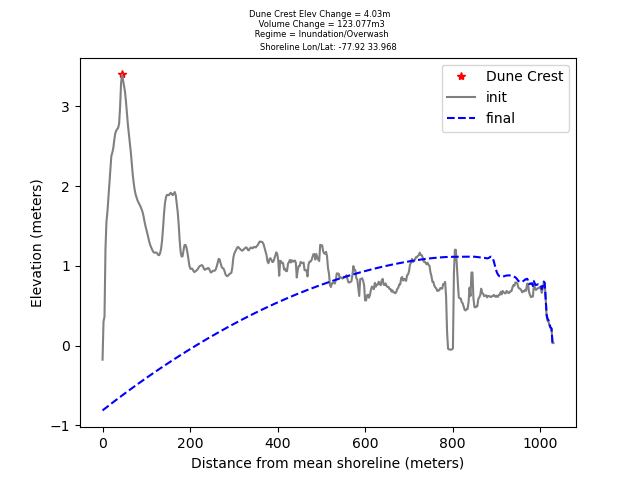 Dune Crest Elev Change = 4.03m
Volume Change = 123.077m3
Regime = Inundation/Overwash
Shoreline Lon/Lat: -77.92 33.968
Dune Crest
init
final
3
2
1
0
−1
Elevation (meters)
0 200 400 600 800 1000
Distance from mean shoreline (meters)